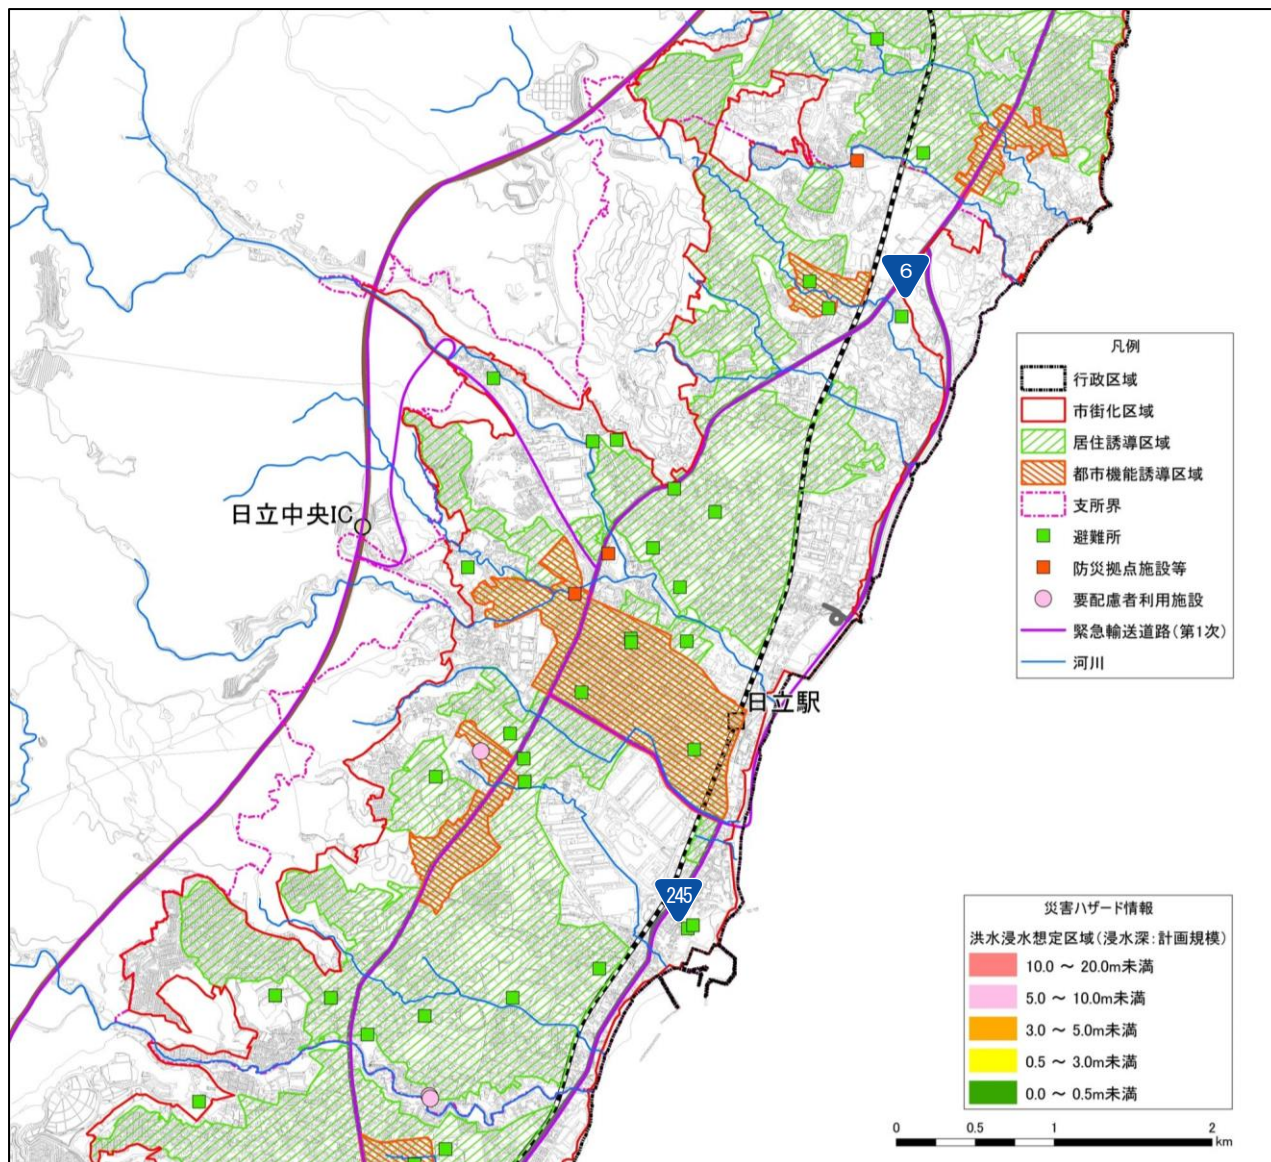 6
日立中央IC
日立駅
245
凡例
行政区域
市街化区域
居住誘導区域
都市機能誘導区域
支所界
避難所
防災拠点施設等
要配慮者利用施設
緊急輸送道路(第1次)
河川
災害ハザード情報
洪水浸水想定区域(浸水深:計画規模)
10.0 ～ 20.0m未満
5.0 ～ 10.0m未満
3.0 ～ 5.0m未満
0.5 ～ 3.0m未満
0.0 ～ 0.5m未満
0 0.5 1 2
km